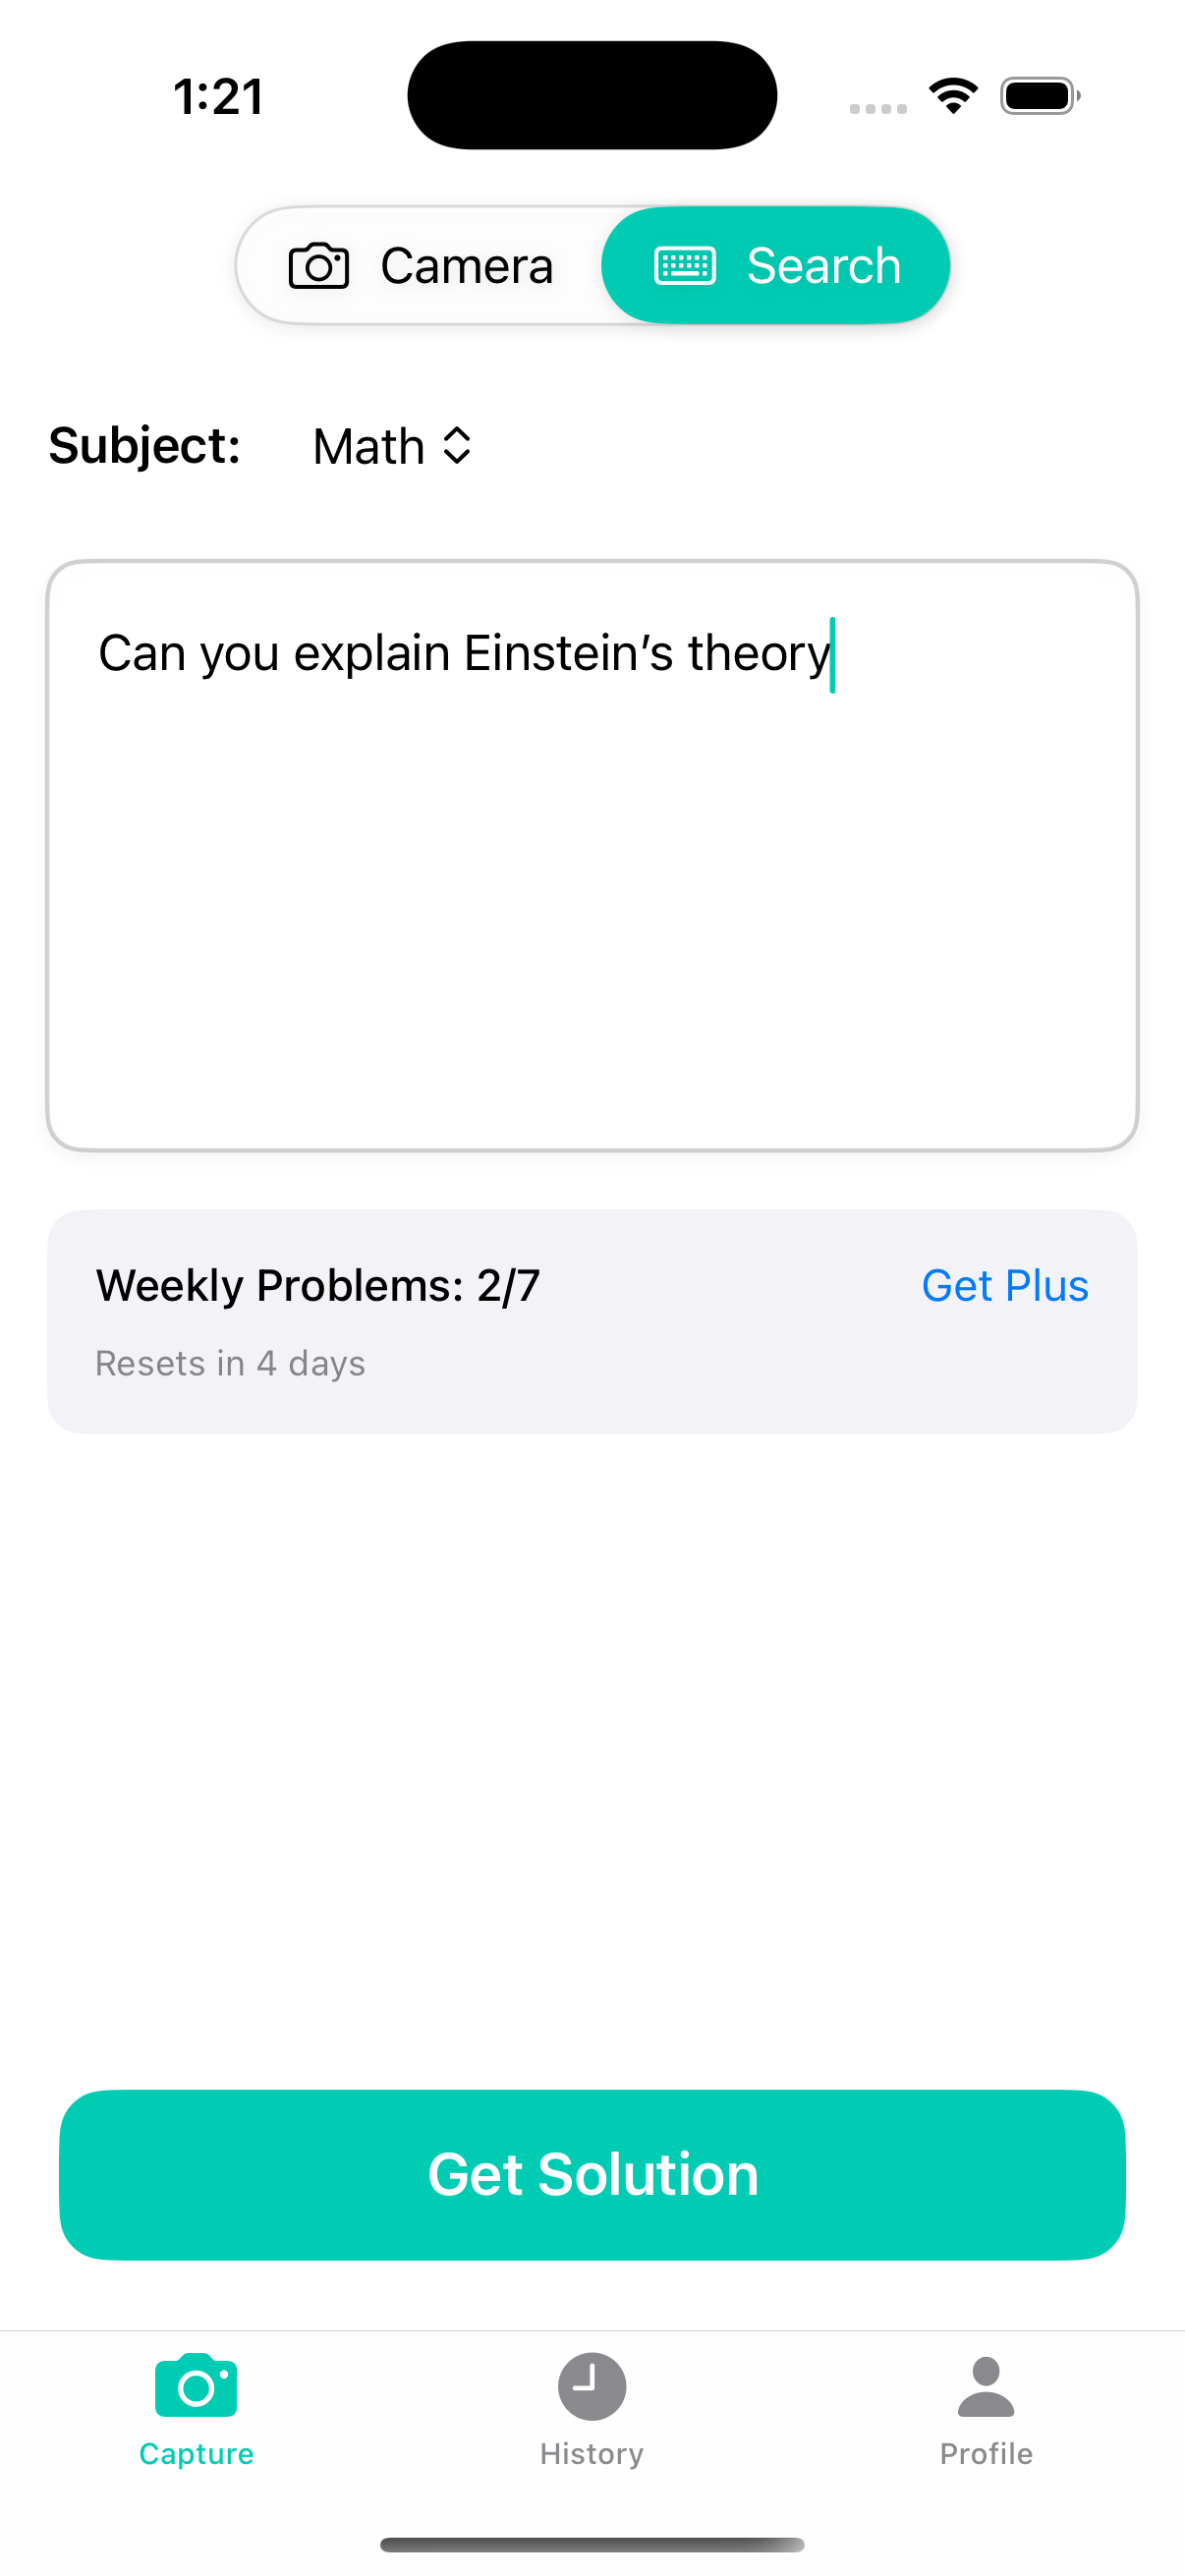 1:21
Camera Search
Subject: Math
Can you explain Einstein’s theory
Weekly Problems: 2/7 Get Plus
Resets in 4 days
Get Solution
Capture History Profile